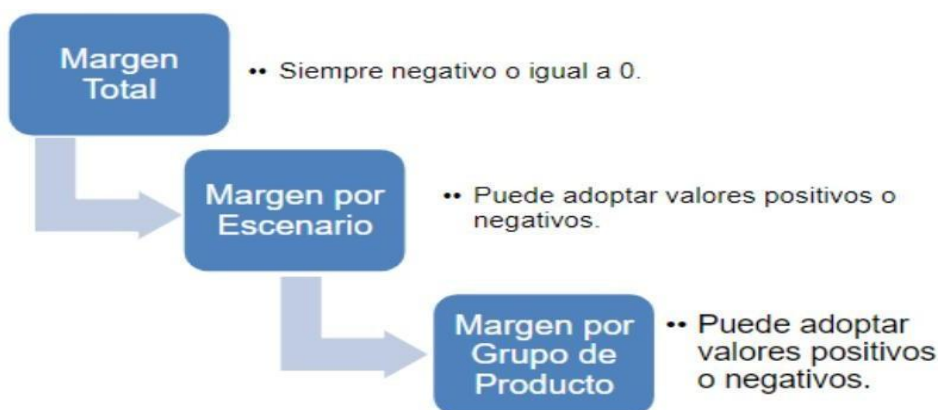 Margen
Total
•• Siempre negativo o igual a 0.
Margen por
Escenario
•• Puede adoptar valores positivos o
negativos.
Margen por
Grupo de
Producto
•• Puede adoptar
valores positivos
o negativos.